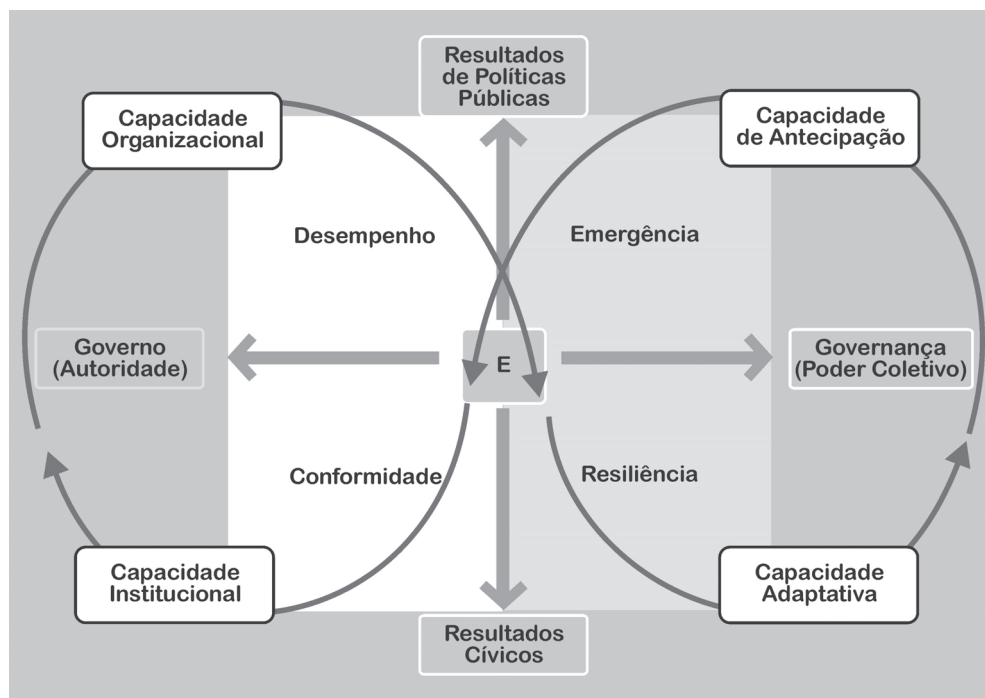 Resultados
de Políticas
Públicas
Capacidade
Organizacional
Capacidade
de Antecipação
Desempenho
Emergência
Governo
(Autoridade)
E
Governança
(Poder Coletivo)
Conformidade
Resiliência
Capacidade
Institucional
Capacidade
Adaptativa
Resultados
Cívicos